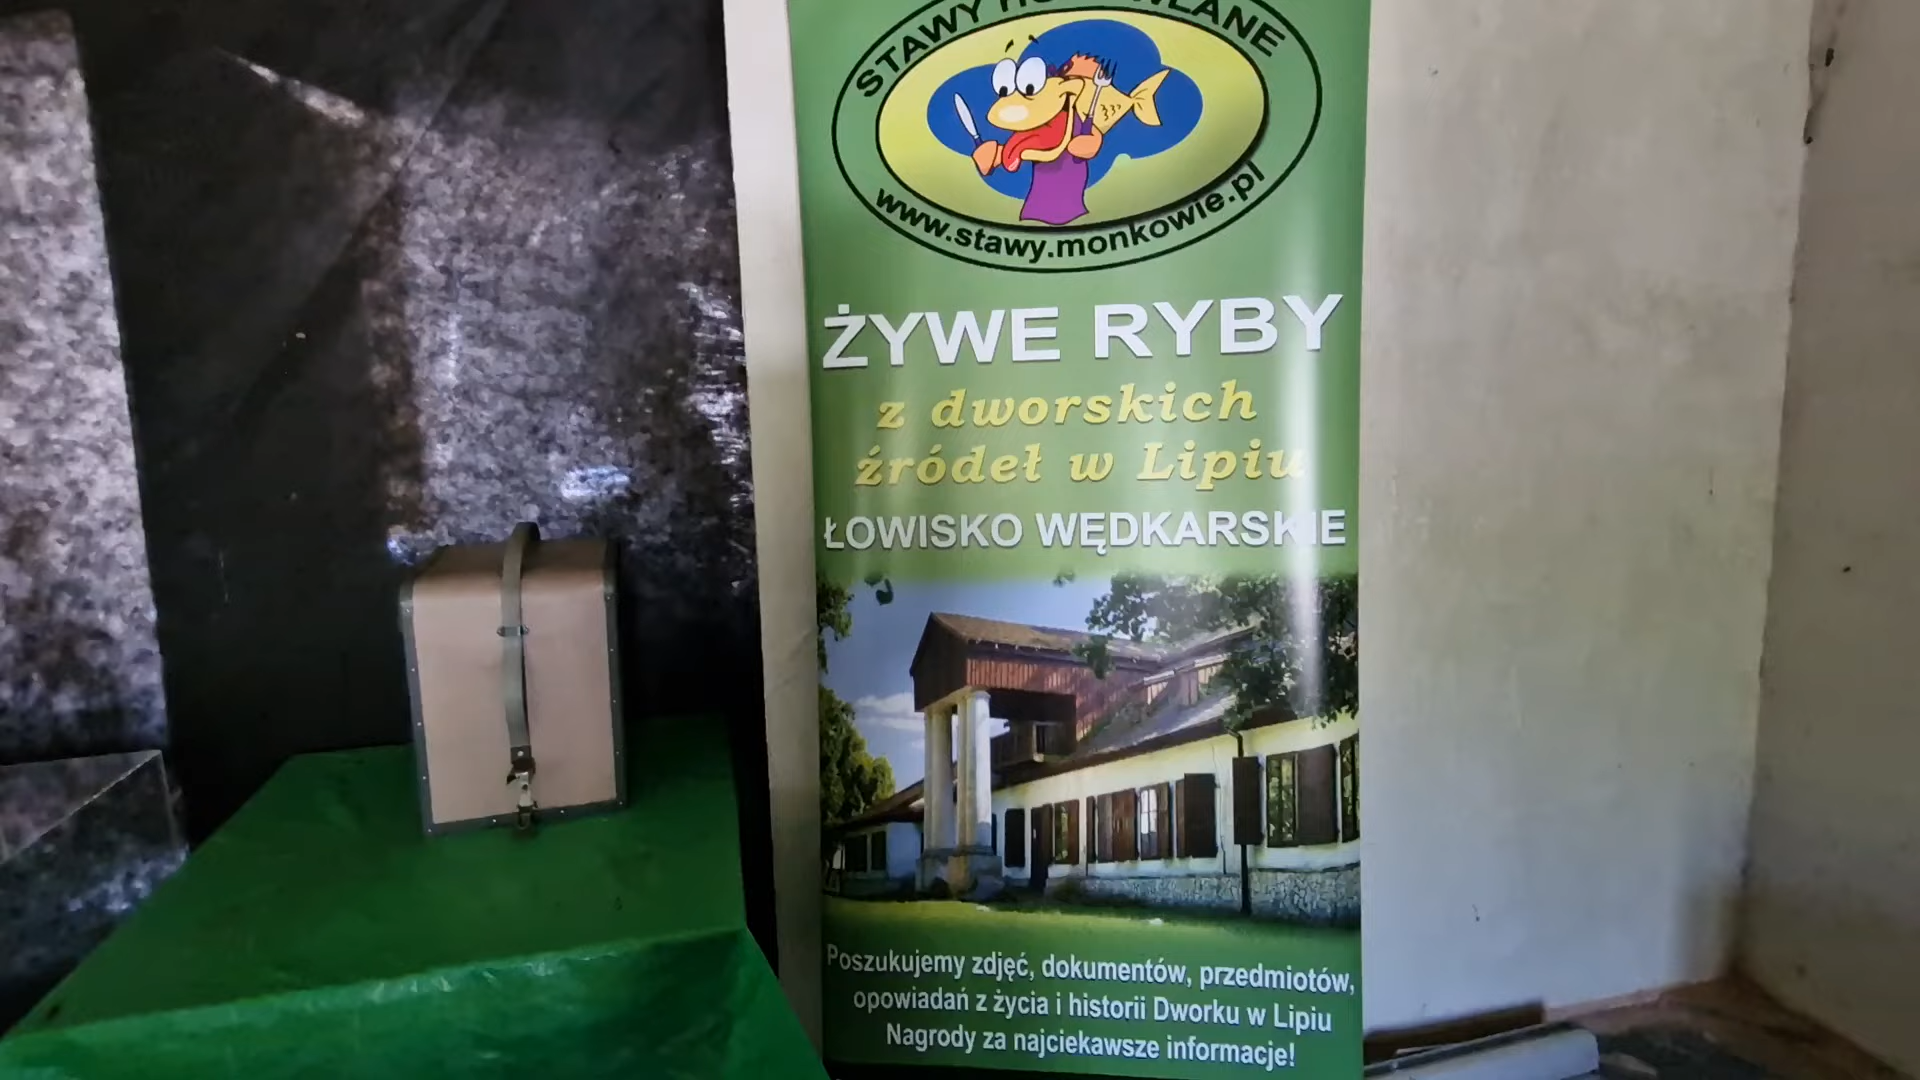 STAWY
www.stawy.monkowie.pl
ŻYWE RYBY
z dworskich
źródeł w Lipiu
ŁOWISKO WĘDKARSKIE
Poszukujemy zdjęć, dokumentów, przedmiotów,
opowiadań z życia i historii Dworku w Lipiu
Nagrody za najciekawsze informacje!